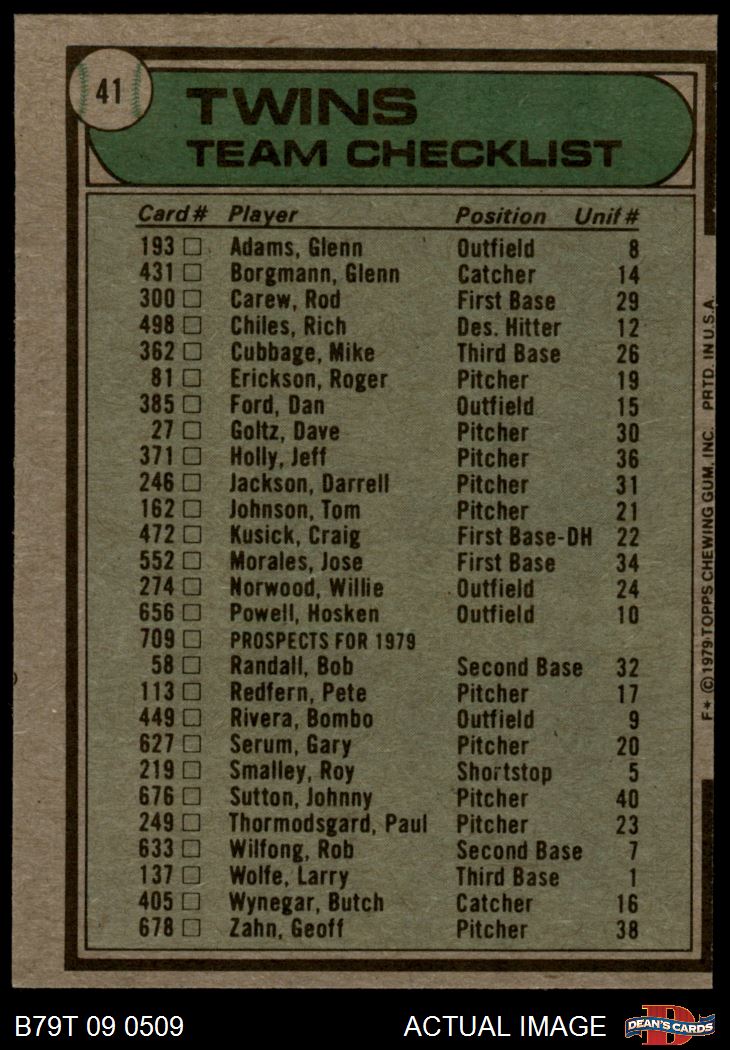 41
TWINS
TEAM CHECKLIST
Card # Player Position Unif #
193 Adams, Glenn Outfield 8
431 Borgmann, Glenn Catcher 14
300 Carew, Rod First Base 29
498 Chiles, Rich Des. Hitter 12
362 Cubbage, Mike Third Base 26
81 Erickson, Roger Pitcher 19
385 Ford, Dan Outfield 15
27 Goltz, Dave Pitcher 30
371 Holly, Jeff Pitcher 36
246 Jackson, Darrell Pitcher 31
162 Johnson, Tom Pitcher 21
472 Kusick, Craig First Base-DH 22
552 Morales, Jose First Base 34
274 Norwood, Willie Outfield 24
656 Powell, Hosken Outfield 10
709 PROSPECTS FOR 1979
58 Randall, Bob Second Base 32
113 Redfern, Pete Pitcher 17
449 Rivera, Bombo Outfield 9
627 Serum, Gary Pitcher 20
219 Smalley, Roy Shortstop 5
676 Sutton, Johnny Pitcher 40
249 Thormodsgard, Paul Pitcher 23
633 Wilfong, Rob Second Base 7
137 Wolfe, Larry Third Base 1
405 Wynegar, Butch Catcher 16
678 Zahn, Geoff Pitcher 38
F* © 1979 TOPPS CHEWING GUM, INC. PRTD. IN U.S.A.
B79T 09 0509 ACTUAL IMAGE D DEAN'S CARDS